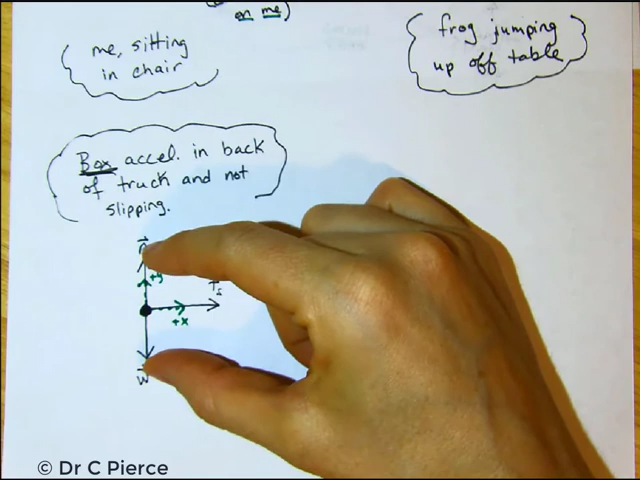 on me)
me, sitting
in chair
frog jumping
up off table
Box accel. in back
of truck and not
slipping.
+y
+x
w
© Dr C Pierce